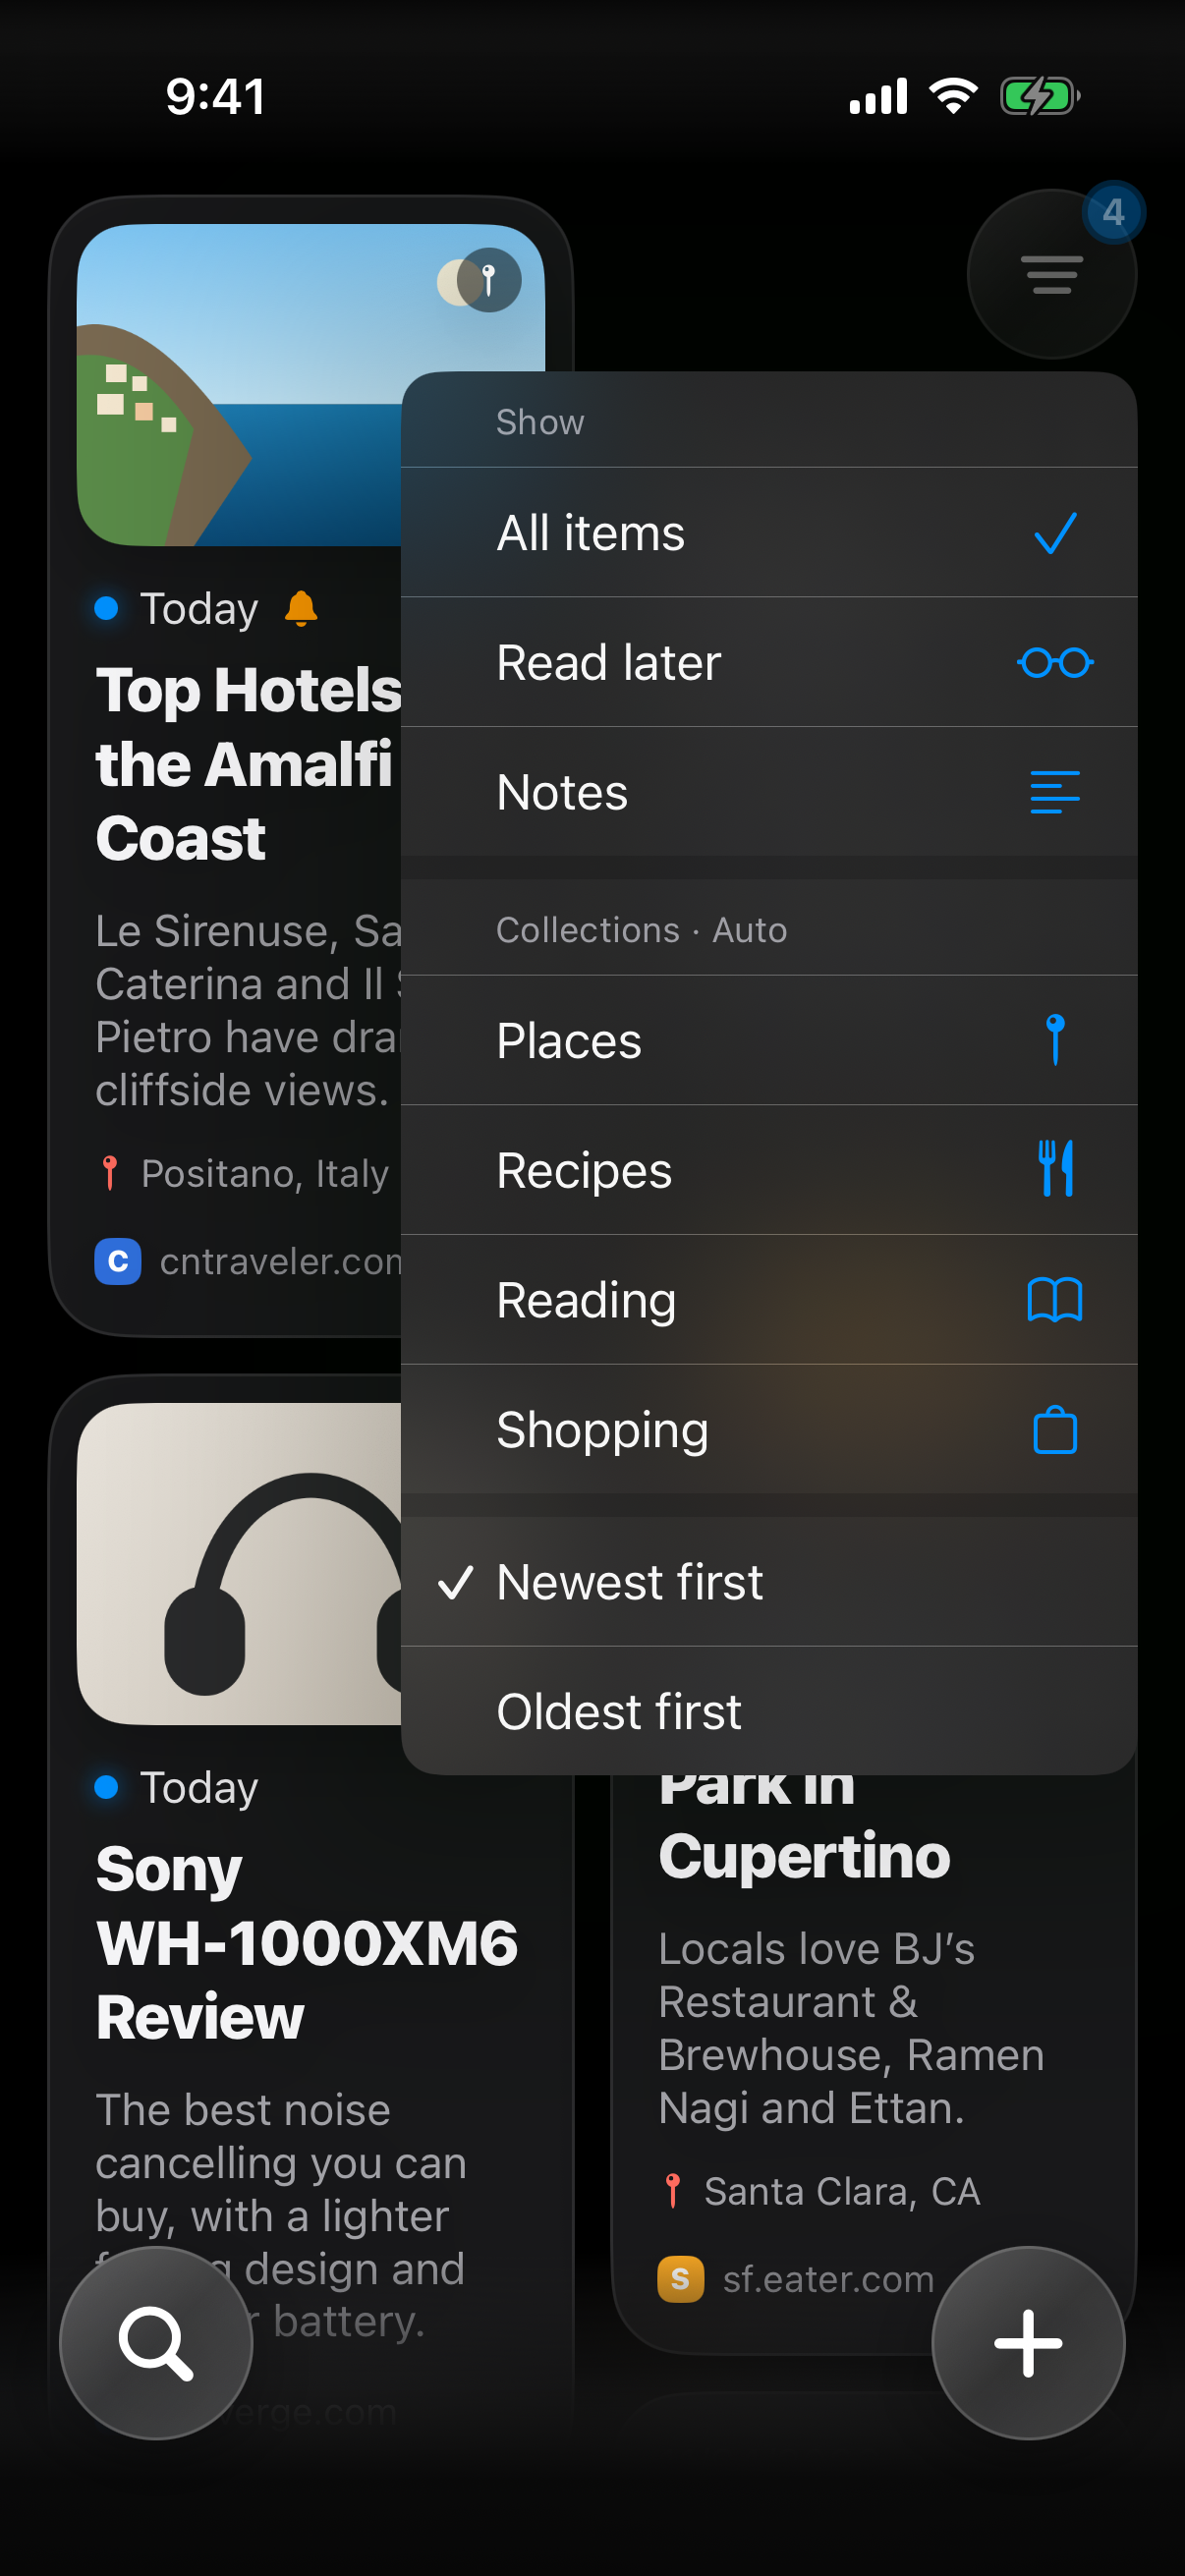 9:41
4
Show
All items
Read later
Notes
Collections · Auto
Places
Recipes
Reading
Shopping
Newest first
Oldest first
Today
Top Hotels
the Amalfi
Coast
Le Sirenuse,
Caterina and Il
Pietro have
cliffside views.
Positano, Italy
C
cntraveler.com
Today
Sony
WH-1000XM6
Review
The best noise
cancelling you can
buy, with a lighter
design and
battery.
Park in
Cupertino
Locals love BJ’s
Restaurant &
Brewhouse, Ramen
Nagi and Ettan.
Santa Clara, CA
S
sf.eater.com